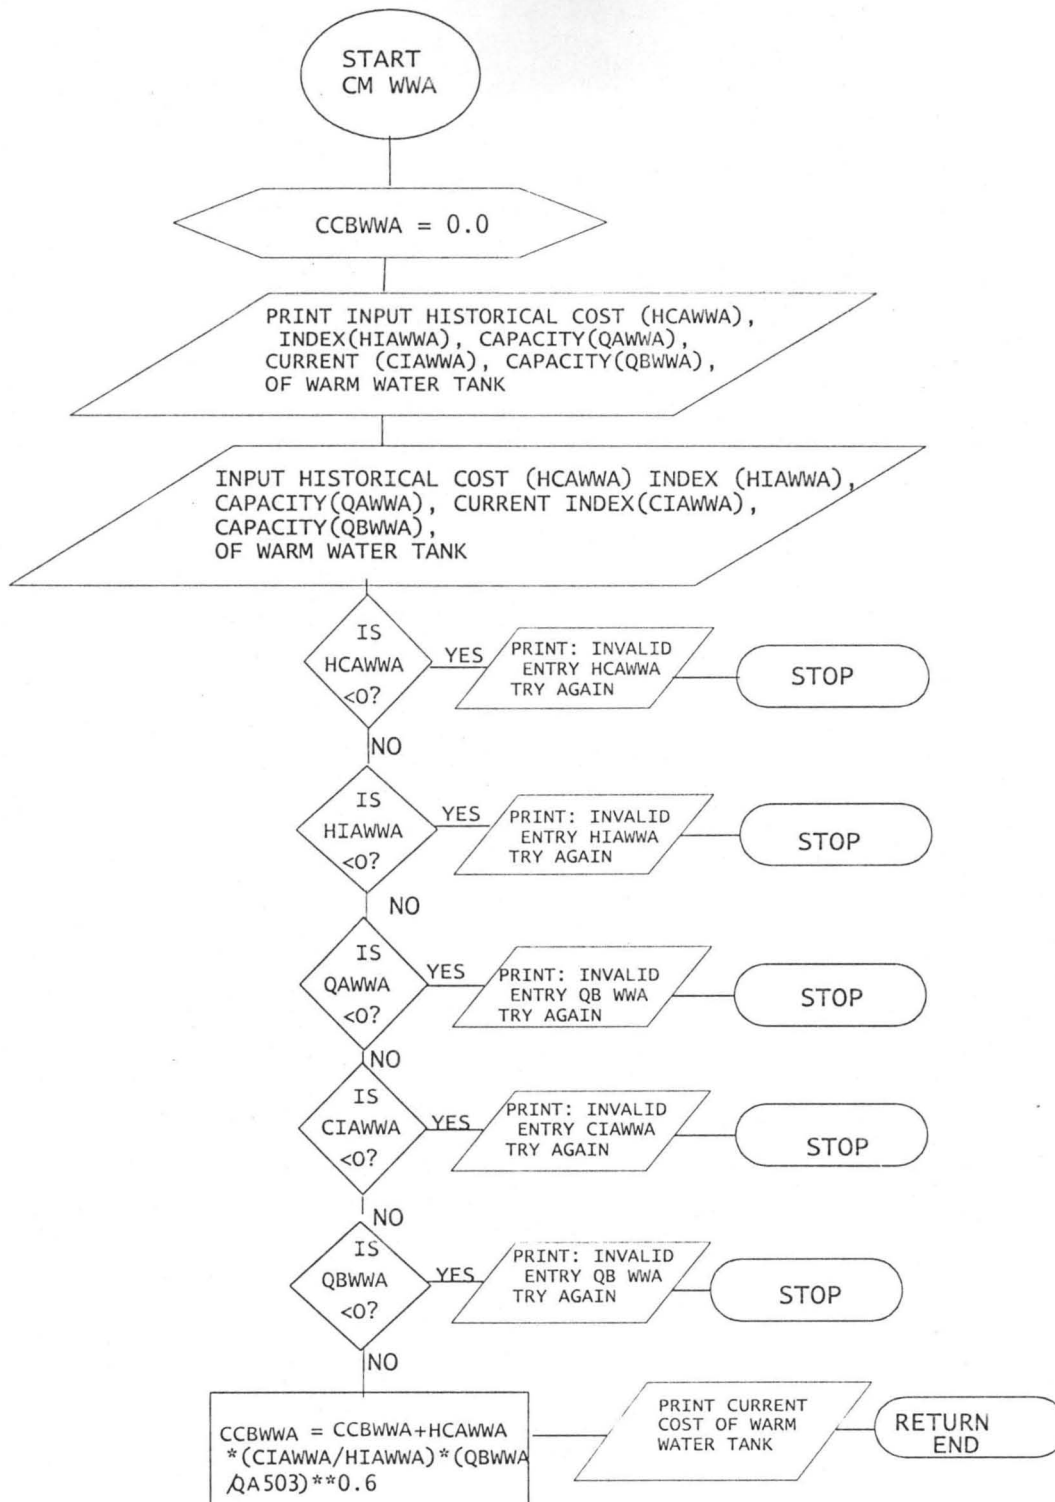 START
CM WWA
CCBWWA = 0.0
PRINT INPUT HISTORICAL COST (HCAWWA),
INDEX(HIAWWA), CAPACITY(QAWWA),
CURRENT (CIAWWA), CAPACITY(QBWWA),
OF WARM WATER TANK
INPUT HISTORICAL COST (HCAWWA) INDEX (HIAWWA),
CAPACITY(QAWWA), CURRENT INDEX(CIAWWA),
CAPACITY(QBWWA),
OF WARM WATER TANK
IS
HCAWWA
<0?
YES
PRINT: INVALID
ENTRY HCAWWA
TRY AGAIN
STOP
NO
IS
HIAWWA
<0?
YES
PRINT: INVALID
ENTRY HIAWWA
TRY AGAIN
STOP
NO
IS
QAWWA
<0?
YES
PRINT: INVALID
ENTRY QB WWA
TRY AGAIN
STOP
NO
IS
CIAWWA
<0?
YES
PRINT: INVALID
ENTRY CIAWWA
TRY AGAIN
STOP
NO
IS
QBWWA
<0?
YES
PRINT: INVALID
ENTRY QB WWA
TRY AGAIN
STOP
NO
CCBWWA = CCBWWA+HCAWWA
*(CIAWWA/HIAWWA)*(QBWWA
/QA503)**0.6
PRINT CURRENT
COST OF WARM
WATER TANK
RETURN
END